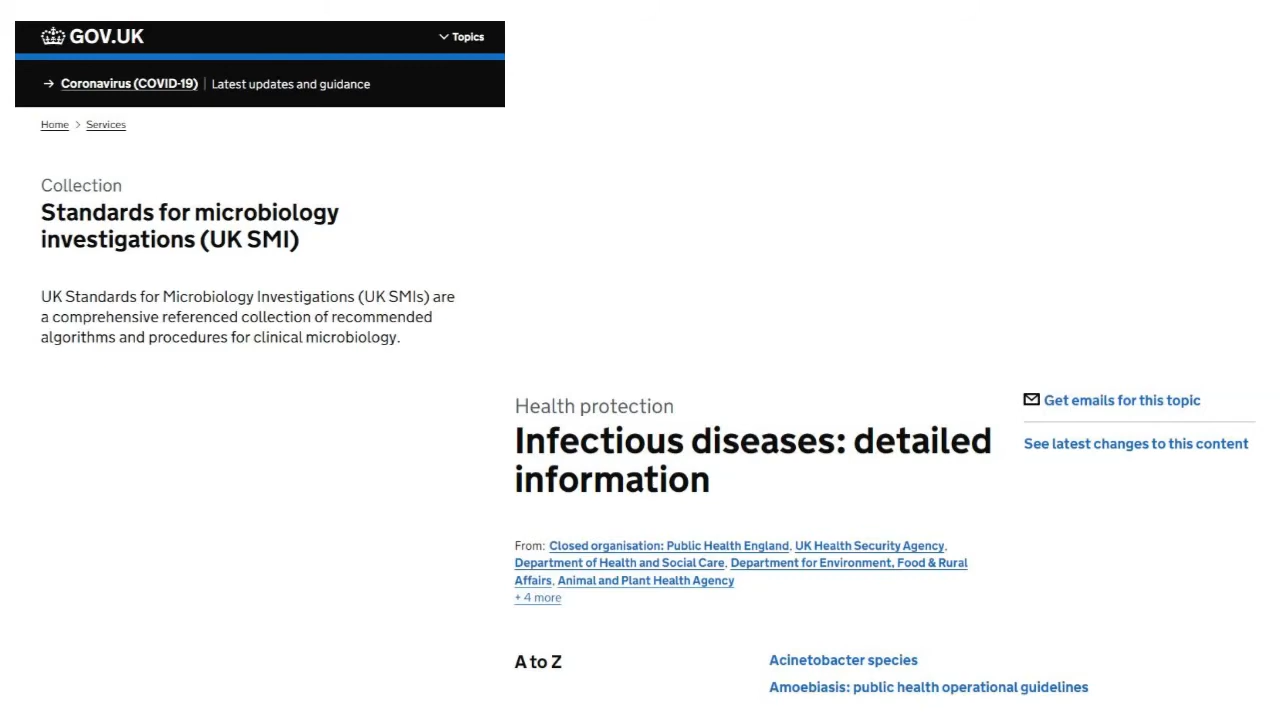 GOV.UK
Topics
→ Coronavirus (COVID-19) | Latest updates and guidance
Home > Services
Collection
Standards for microbiology
investigations (UK SMI)
UK Standards for Microbiology Investigations (UK SMIs) are
a comprehensive referenced collection of recommended
algorithms and procedures for clinical microbiology.
Health protection
Infectious diseases: detailed
information
Get emails for this topic
See latest changes to this content
From: Closed organisation: Public Health England, UK Health Security Agency,
Department of Health and Social Care, Department for Environment, Food & Rural
Affairs, Animal and Plant Health Agency
+ 4 more
A to Z
Acinetobacter species
Amoebiasis: public health operational guidelines